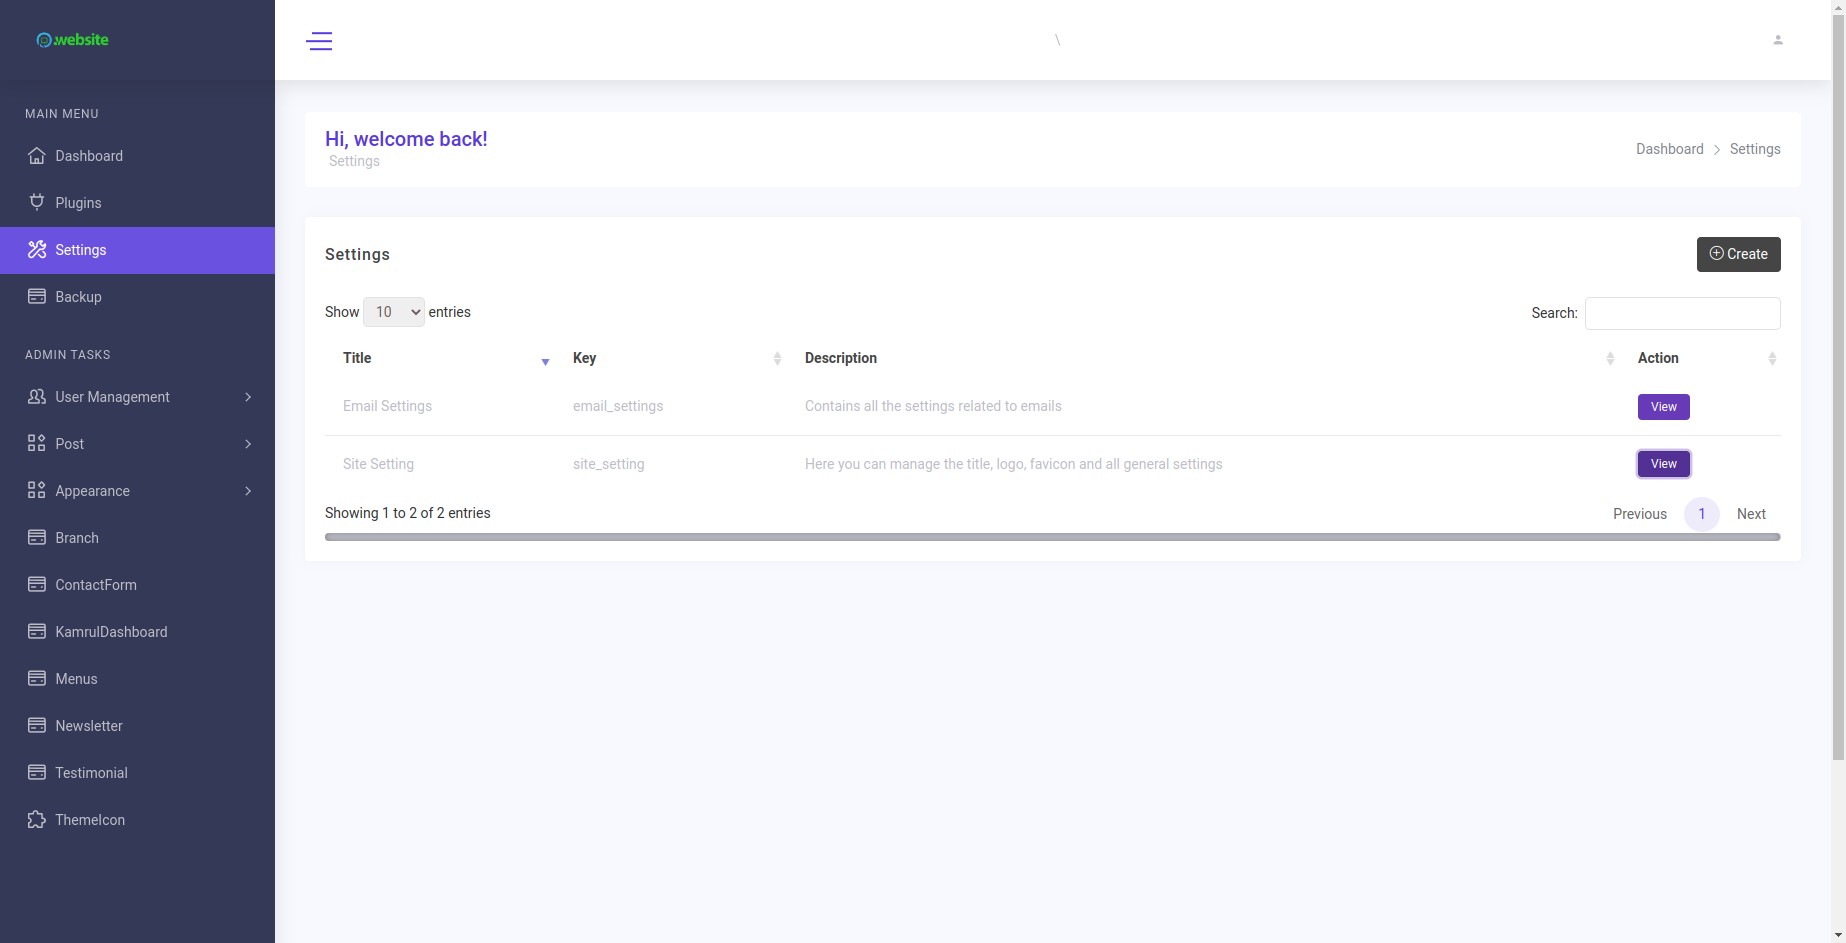 .website
\
MAIN MENU
Dashboard
Plugins
Settings
Backup
ADMIN TASKS
User Management
Post
Appearance
Branch
ContactForm
KamrulDashboard
Menus
Newsletter
Testimonial
ThemeIcon
Hi, welcome back!
Settings
Dashboard > Settings
Settings
Create
Show 10 entries
Search:
Title Key Description Action
Email Settings email_settings Contains all the settings related to emails View
Site Setting site_setting Here you can manage the title, logo, favicon and all general settings View
Showing 1 to 2 of 2 entries
Previous 1 Next